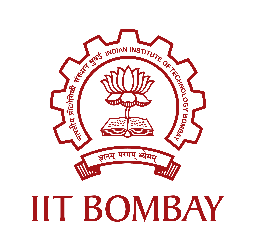 भारतीय प्रौद्योगिकी संस्थान मुंबई INDIAN INSTITUTE OF TECHNOLOGY BOMBAY
ज्ञानम् परमम् ध्येयम्
IIT BOMBAY